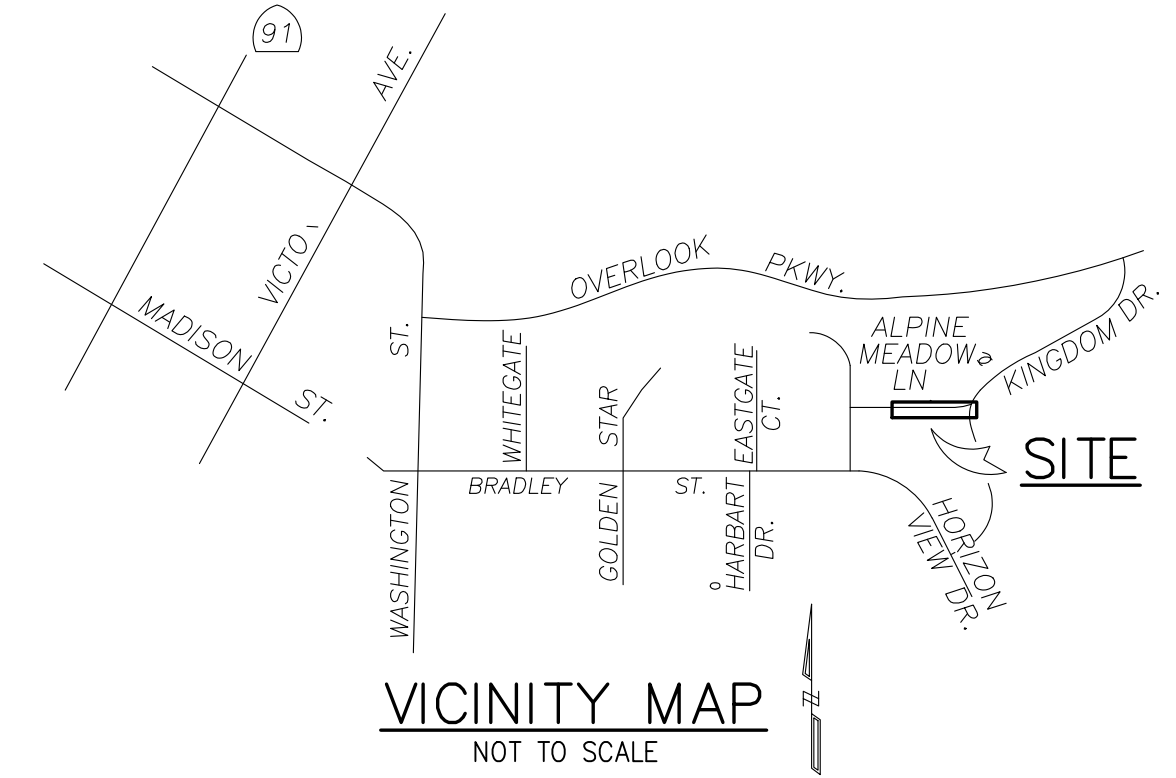 91
AVE.
VICTO
MADISON
ST.
ST.
OVERLOOK
PKWY.
ALPINE
MEADOW
LN
KINGDOM DR.
WHITEGATE
STAR
EASTGATE
CT.
SITE
BRADLEY
ST.
WASHINGTON
GOLDEN
HARBART
DR.
HORIZON
VIEW DR.
VICINITY MAP
NOT TO SCALE